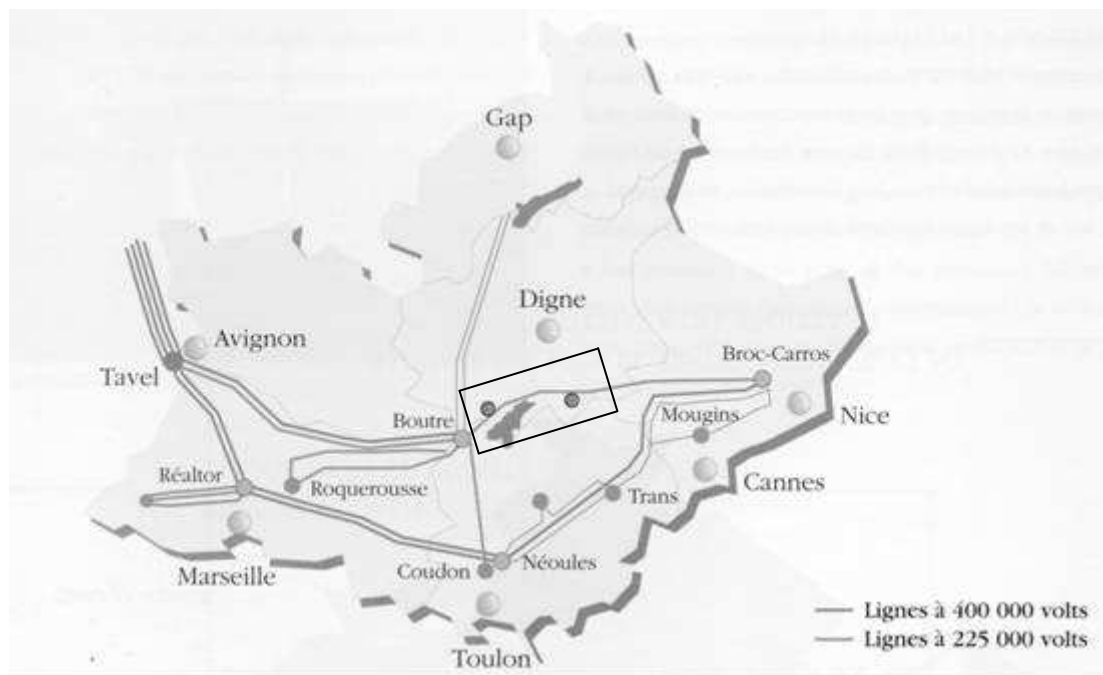 Gap
Digne
Avignon
Broc-Carros
Tavel
Mougins
Nice
Boutre
Réaltor
Roquerousse
Cannes
Trans
Coudon
Néoules
Marseille
Lignes à 400 000 volts
Lignes à 225 000 volts
Toulon